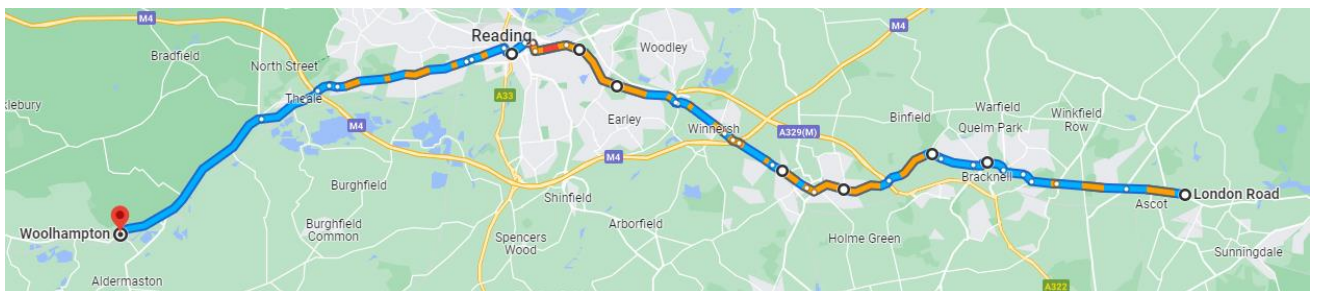 M4
Bradfield
North Street
klebury
Theale
M4
Reading
A33
Woodley
Earley
Winnersh
M4
M4
A329(M)
Binfield
Warfield
Quelm Park
Winkfield
Row
Bracknell
Ascot
London Road
Sunningdale
Woolhampton
Aldermaston
Burghfield
Burghfield
Common
Spencers
Wood
Shinfield
Arborfield
Holme Green
A322